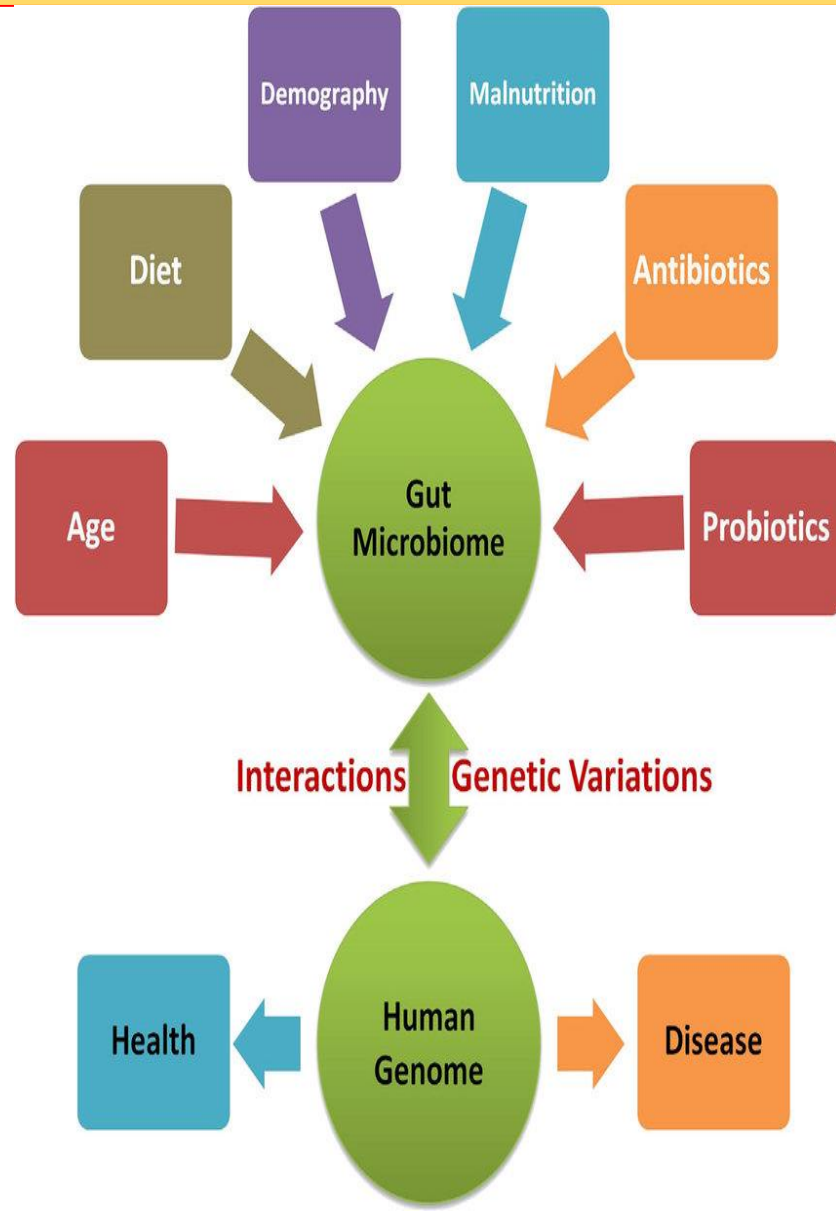 Demography
Malnutrition
Diet
Antibiotics
Age
Gut
Microbiome
Probiotics
Interactions Genetic Variations
Health
Human
Genome
Disease